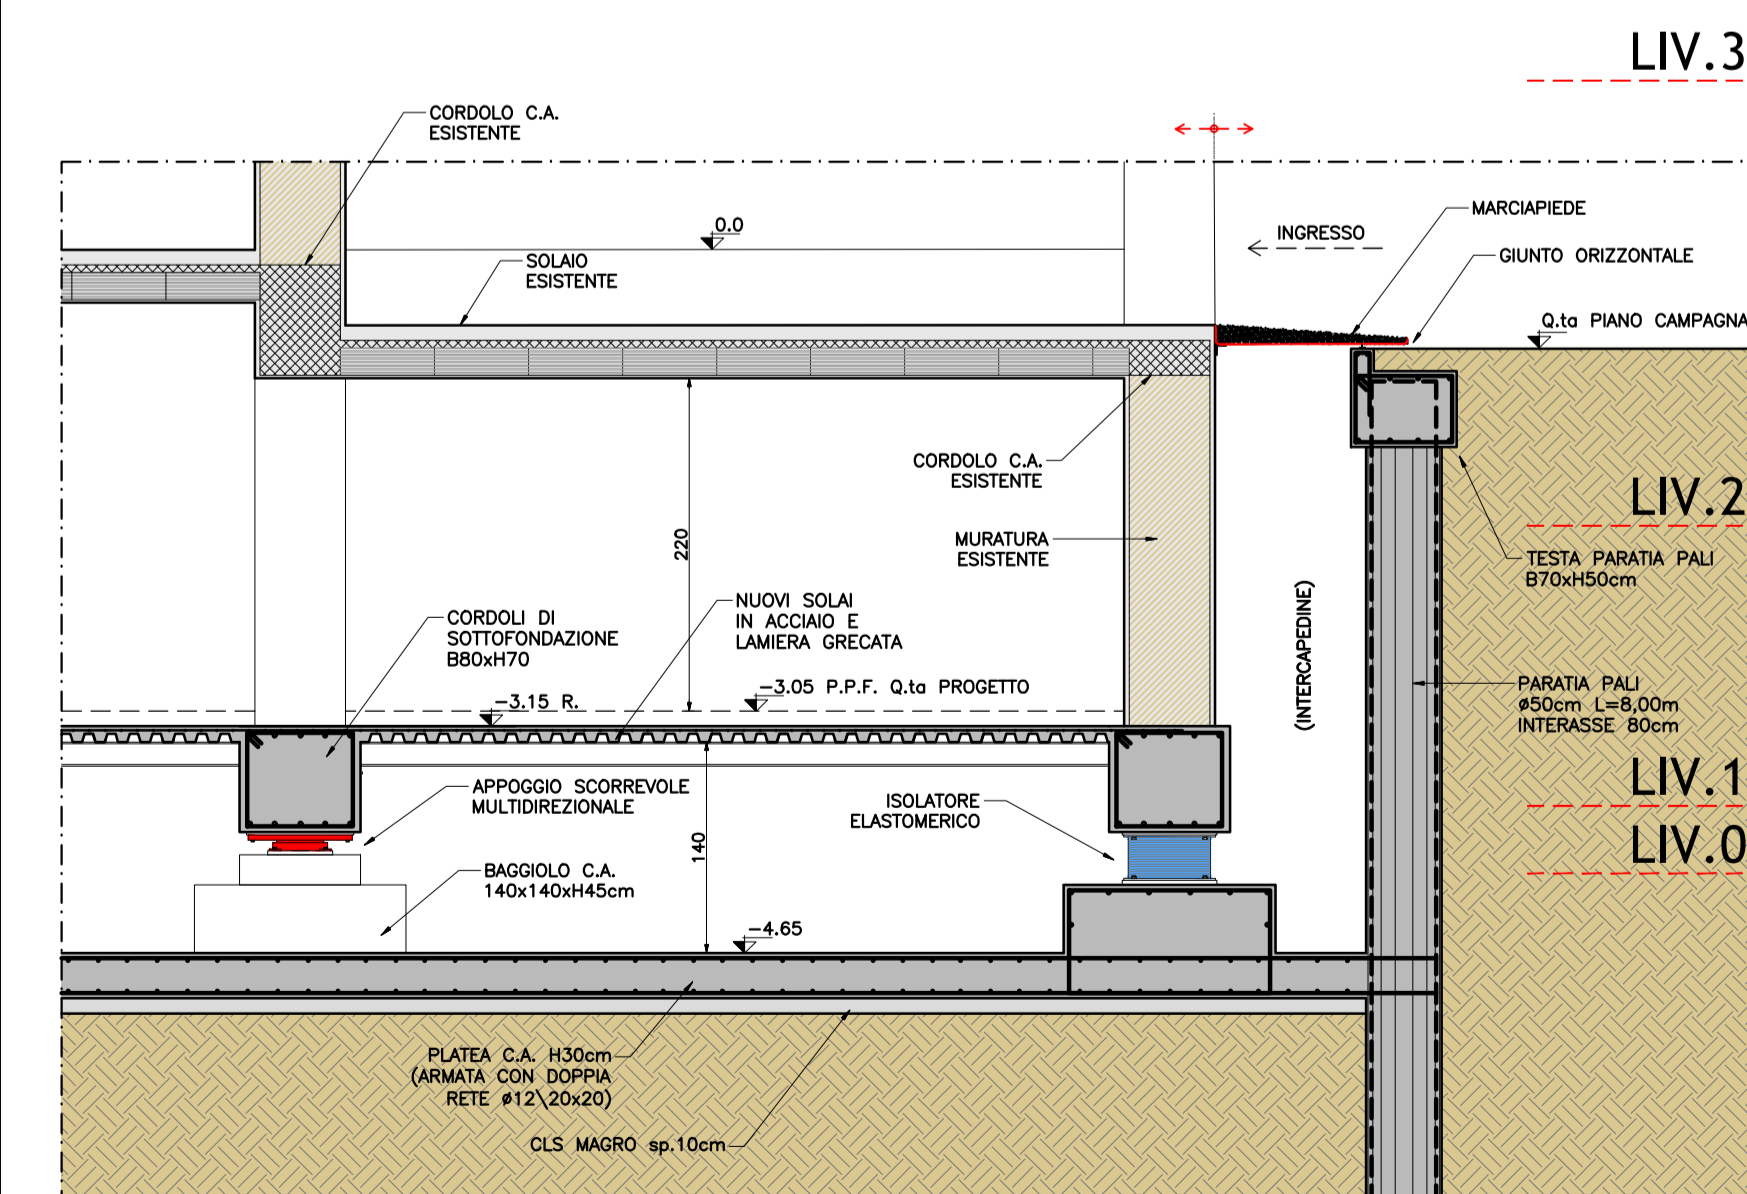 LIV.3
CORDOLO C.A.
ESISTENTE
MARCIAPIEDE
0.0
INGRESSO
GIUNTO ORIZZONTALE
SOLAIO
ESISTENTE
Q.ta PIANO CAMPAGNA
CORDOLO C.A.
ESISTENTE
LIV.2
220
MURATURA
ESISTENTE
TESTA PARATIA PALI
B70xH50cm
(INTERCAPEDINE)
NUOVI SOLAI
IN ACCIAIO E
LAMIERA GRECATA
CORDOLI DI
SOTTOFONDAZIONE
B80xH70
-3.05 P.P.F. Q.ta PROGETTO
-3.15 R.
PARATIA PALI
ø50cm L=8,00m
INTERASSE 80cm
LIV.1
APPOGGIO SCORREVOLE
MULTIDIREZIONALE
ISOLATORE
ELASTOMERICO
140
LIV.0
BAGGIOLO C.A.
140x140xH45cm
-4.65
PLATEA C.A. H30cm
(ARMATA CON DOPPIA
RETE ø12\20x20)
CLS MAGRO sp.10cm